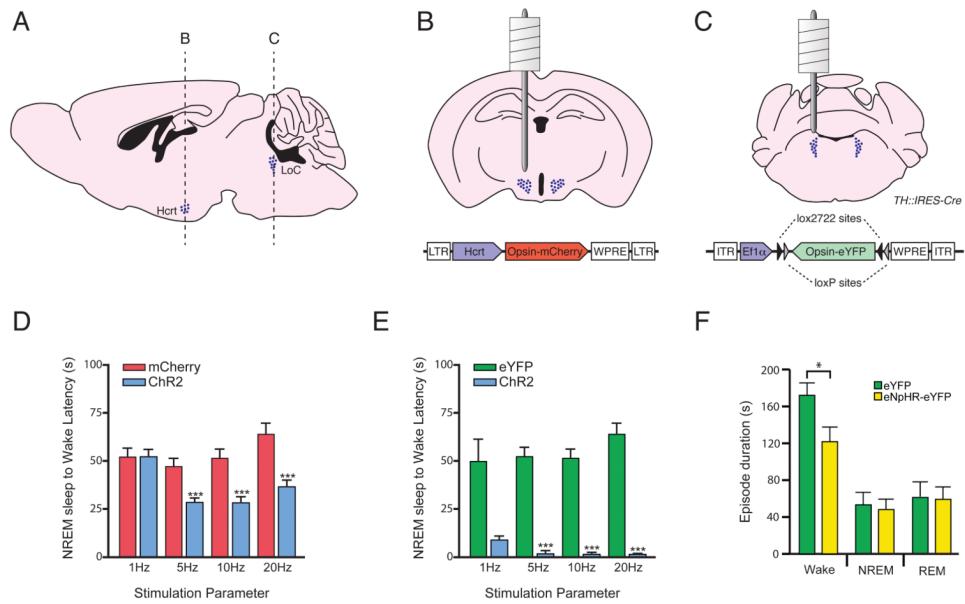 A
B
C
LoC
Hcrt
B
LTR Hcrt Opsin-mCherry WPRE LTR
C
TH::IRES-Cre
lox2722 sites
ITR Ef1α Opsin-eYFP WPRE ITR
loxP sites
D
NREM sleep to Wake Latency (s)
100
75
50
25
0
mCherry
ChR2
***
***
***
1Hz 5Hz 10Hz 20Hz
Stimulation Parameter
E
NREM sleep to Wake Latency (s)
100
75
50
25
0
eYFP
ChR2
***
***
***
1Hz 5Hz 10Hz 20Hz
Stimulation Parameter
F
Episode duration (s)
200
160
120
80
40
0
*
eYFP
eNpHR-eYFP
Wake NREM REM